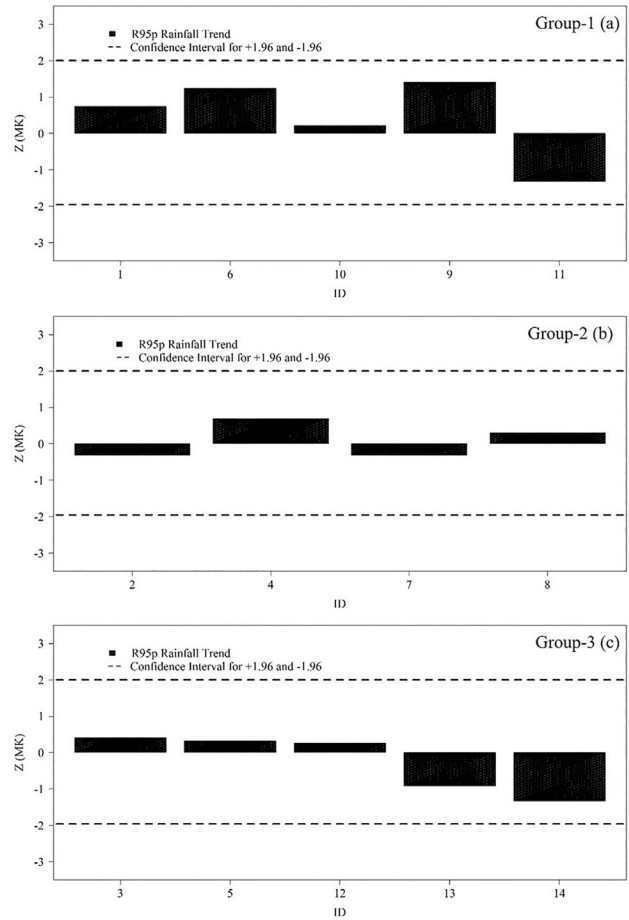 Group-1 (a)
R95p Rainfall Trend
Confidence Interval for +1.96 and -1.96
3
2
1
0
-1
-2
-3
Z (MK)
1 6 10 9 11
ID
Group-2 (b)
R95p Rainfall Trend
Confidence Interval for +1.96 and -1.96
3
2
1
0
-1
-2
-3
Z (MK)
2 4 7 8
ID
Group-3 (c)
R95p Rainfall Trend
Confidence Interval for +1.96 and -1.96
3
2
1
0
-1
-2
-3
Z (MK)
3 5 12 13 14
ID